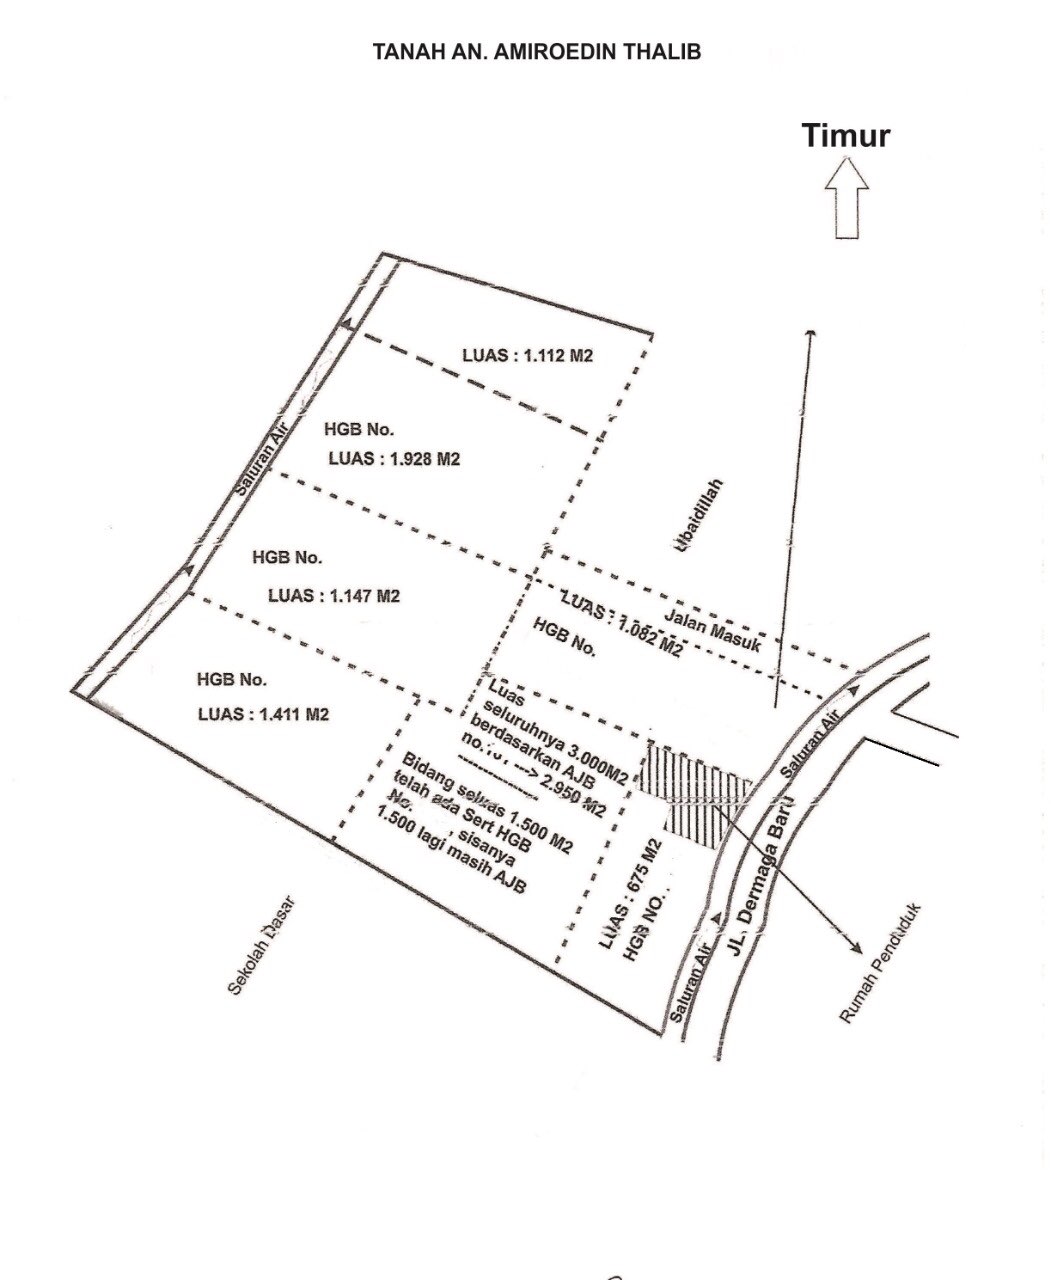 TANAH AN. AMIROEDIN THALIB
Timur
LUAS : 1.112 M2
HGB No.
LUAS : 1.928 M2
Saluran Air
Ubaidillah
HGB No.
LUAS : 1.147 M2
LUAS : 1.082 M2
HGB No.
Jalan Masuk
HGB No.
LUAS : 1.411 M2
Luas
seluruhnya 3.000M2
berdasarkan AJB
no. ---> 2.950 M2
Bidang seluas 1.500 M2
telah ada Sert HGB
No.
, sisanya
1.500 lagi masih AJB
LUAS : 675 M2
HGB NO.
Saluran Air
JL. Dermaga Baru
Saluran Air
Sekolah Dasar
Rumah Penduduk